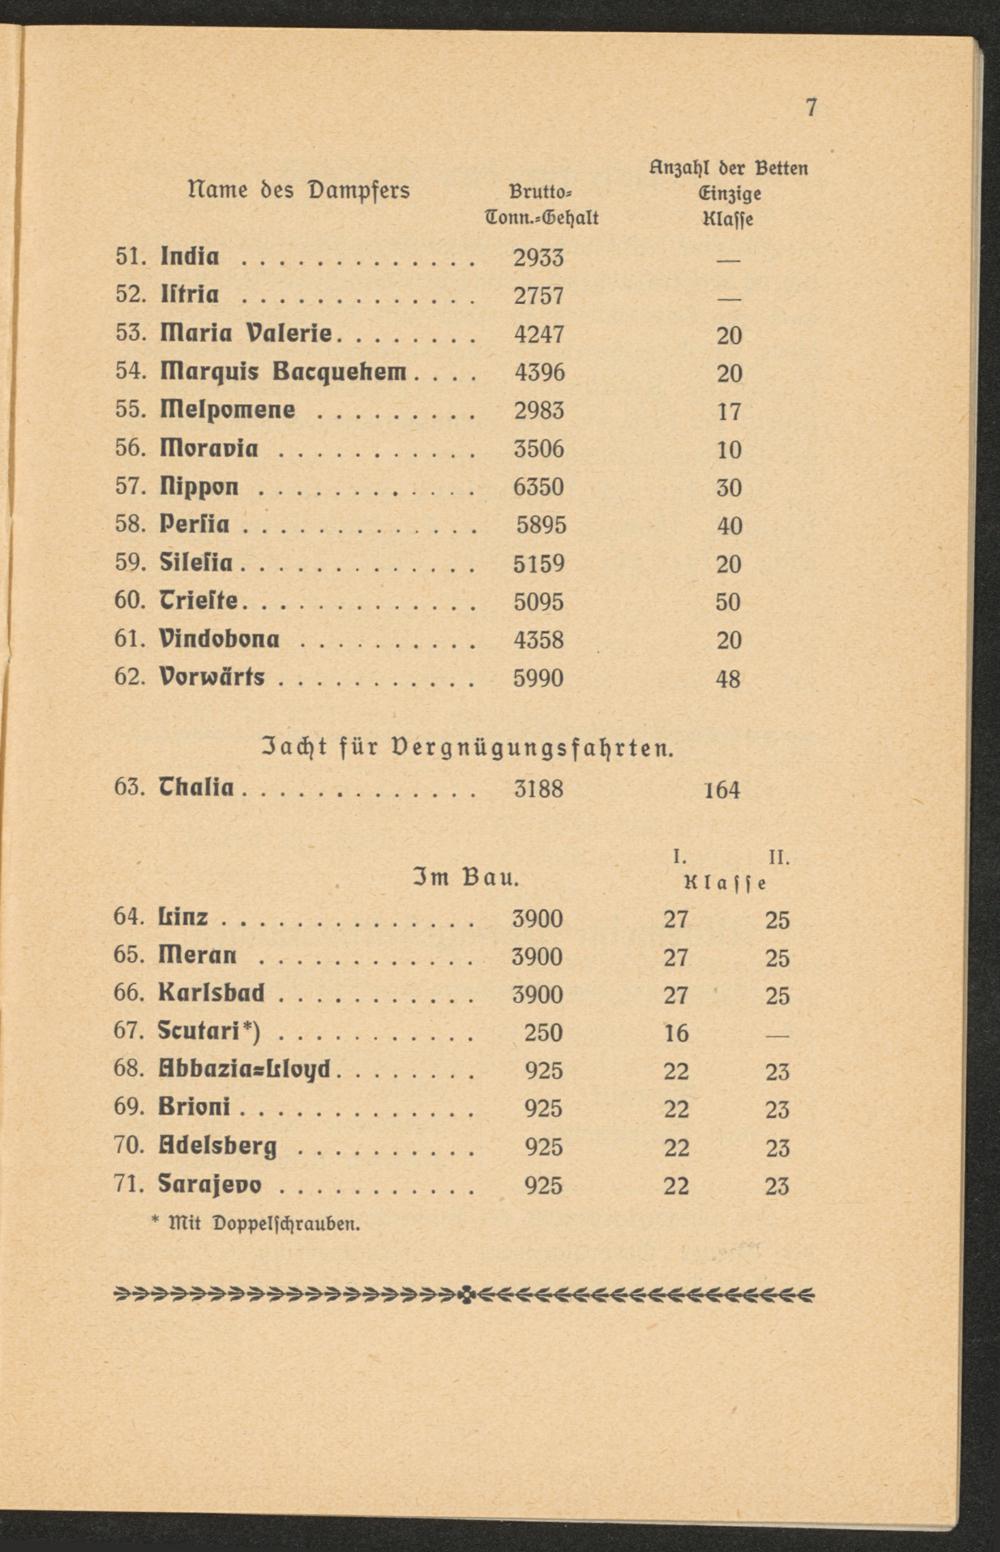 7
Name des Dampfers Brutto-Tonn.-Gehalt Anzahl der Betten Einzige Klasse
51. India . . . . . . . . . . . . . 2933 —
52. Istria . . . . . . . . . . . . . 2757 —
53. Maria Valerie. . . . . . . . 4247 20
54. Marquis Bacquehem . . . . 4396 20
55. Melpomene . . . . . . . . . 2983 17
56. Moravia . . . . . . . . . . . 3506 10
57. Nippon . . . . . . . . . . . . 6350 30
58. Persia . . . . . . . . . . . . . 5895 40
59. Silesia. . . . . . . . . . . . . 5159 20
60. Trieste. . . . . . . . . . . . . 5095 50
61. Vindobona . . . . . . . . . . 4358 20
62. Vorwärts . . . . . . . . . . . 5990 48
Jacht für Vergnügungsfahrten.
63. Thalia . . . . . . . . . . . . . 3188 164
Im Bau. I. II. Klasse
64. Linz . . . . . . . . . . . . . . 3900 27 25
65. Meran . . . . . . . . . . . . 3900 27 25
66. Karlsbad . . . . . . . . . . . 3900 27 25
67. Scutari*) . . . . . . . . . . . 250 16 —
68. Abbazia-Lloyd. . . . . . . . 925 22 23
69. Brioni . . . . . . . . . . . . . 925 22 23
70. Adelsberg . . . . . . . . . . 925 22 23
71. Sarajevo . . . . . . . . . . . 925 22 23
* Mit Doppelschrauben.